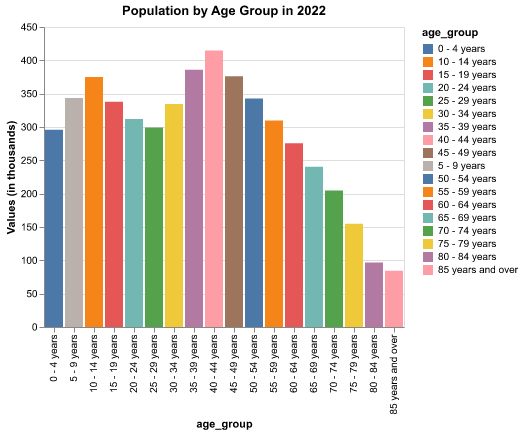 Population by Age Group in 2022
450
400
350
300
250
200
150
100
50
0
Values (in thousands)
0 - 4 years
5 - 9 years
10 - 14 years
15 - 19 years
20 - 24 years
25 - 29 years
30 - 34 years
35 - 39 years
40 - 44 years
45 - 49 years
50 - 54 years
55 - 59 years
60 - 64 years
65 - 69 years
70 - 74 years
75 - 79 years
80 - 84 years
85 years and over
age_group
age_group
0 - 4 years
10 - 14 years
15 - 19 years
20 - 24 years
25 - 29 years
30 - 34 years
35 - 39 years
40 - 44 years
45 - 49 years
5 - 9 years
50 - 54 years
55 - 59 years
60 - 64 years
65 - 69 years
70 - 74 years
75 - 79 years
80 - 84 years
85 years and over